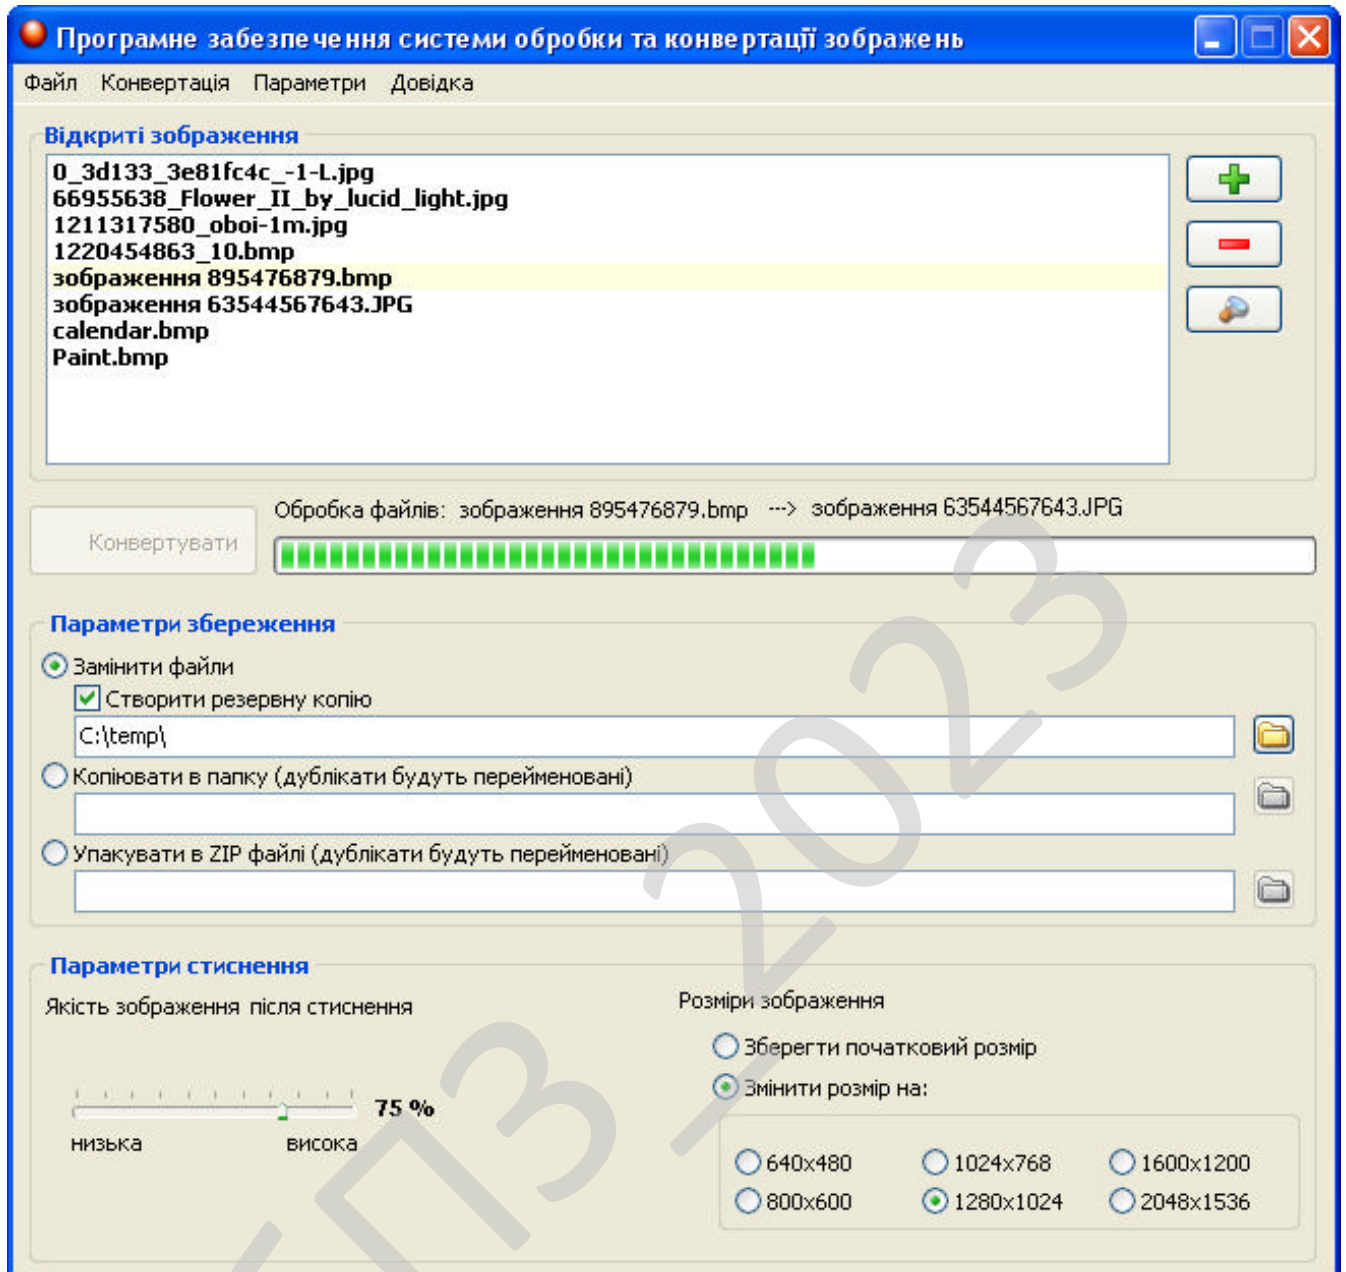 Програмне забезпечення системи обробки та конвертації зображень
Файл Конвертація Параметри Довідка
Відкриті зображення
0_3d133_3e81fc4c_-1-L.jpg
66955638_Flower_II_by_lucid_light.jpg
1211317580_oboi-1m.jpg
1220454863_10.bmp
зображення 895476879.bmp
зображення 63544567643.JPG
calendar.bmp
Paint.bmp
Обробка файлів: зображення 895476879.bmp ---> зображення 63544567643.JPG
Конвертувати
Параметри збереження
Замінити файли
Створити резервну копію
C:\temp\
Копіювати в папку (дублікати будуть перейменовані)
Упакувати в ZIP файлі (дублікати будуть перейменовані)
Параметри стиснення
Якість зображення після стиснення
75 %
низька висока
Розміри зображення
Зберегти початковий розмір
Змінити розмір на:
640x480 1024x768 1600x1200
800x600 1280x1024 2048x1536